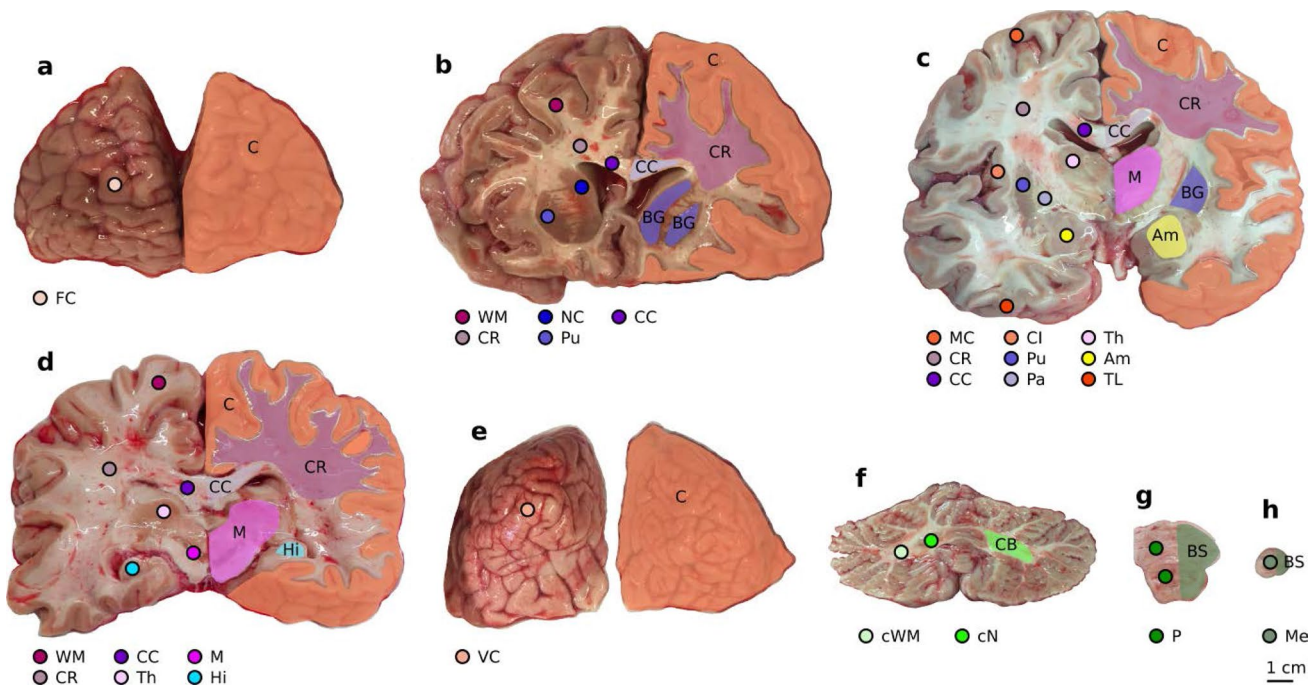 a
C
FC
b
C
CR
CC
BG
BG
WM NC CC
CR Pu
c
C
CR
CC
M
BG
Am
MC CI Th
CR Pu Am
CC Pa TL
d
C
CR
CC
M
Hi
WM CC M
CR Th Hi
e
C
VC
f
CB
cWM cN
g
BS
P
h
BS
Me
1 cm